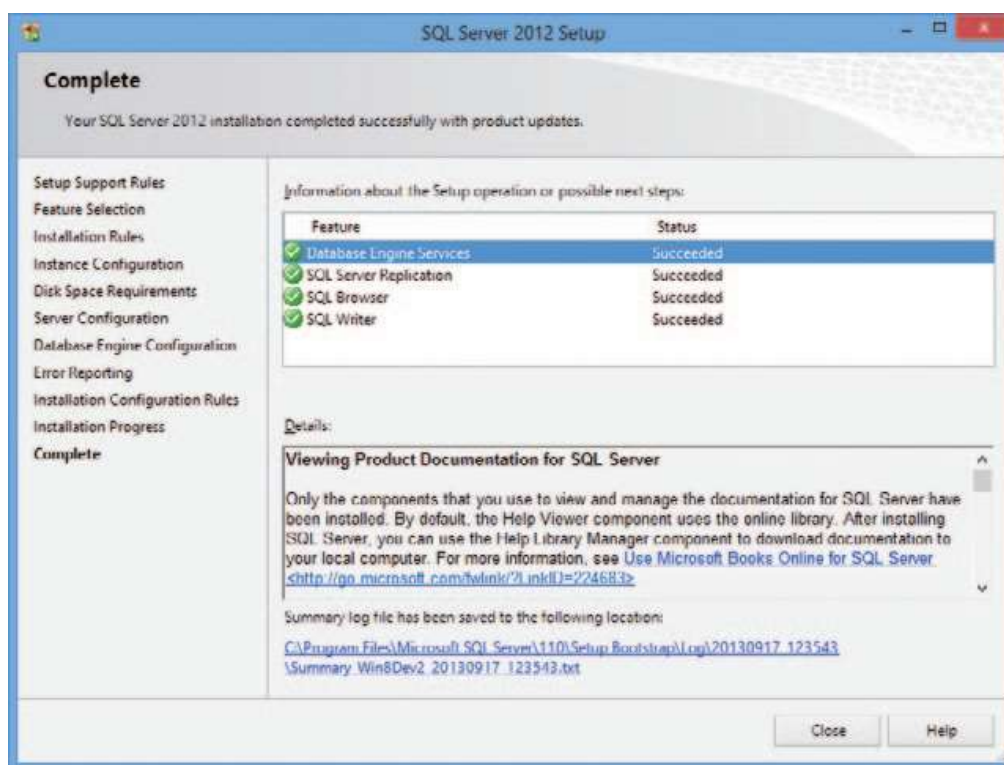 SQL Server 2012 Setup
Complete
Your SQL Server 2012 installation completed successfully with product updates.
Setup Support Rules
Feature Selection
Installation Rules
Instance Configuration
Disk Space Requirements
Server Configuration
Database Engine Configuration
Error Reporting
Installation Configuration Rules
Installation Progress
Complete
Information about the Setup operation or possible next steps:
Feature Status
Database Engine Services Succeeded
SQL Server Replication Succeeded
SQL Browser Succeeded
SQL Writer Succeeded
Details:
Viewing Product Documentation for SQL Server
Only the components that you use to view and manage the documentation for SQL Server have
been installed. By default, the Help Viewer component uses the online library. After installing
SQL Server, you can use the Help Library Manager component to download documentation to
your local computer. For more information, see Use Microsoft Books Online for SQL Server
<http://go.microsoft.com/fwlink/?LinkID=224683>
Summary log file has been saved to the following location:
C:\Program Files\Microsoft SQL Server\110\Setup Bootstrap\Log\20130917_123543
\Summary_Win8Dev2_20130917_123543.txt
Close Help